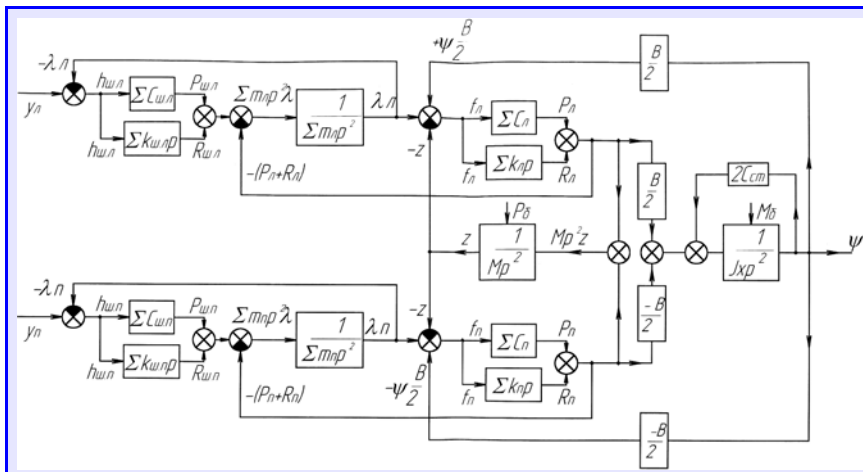 +ψ B/2
B/2
-λл
hшл
ΣCшл
Pшл
Σmлp²λ
1/Σmлp²
λл
fл
ΣCл
Pл
yл
hшл
Σkшлp
Rшл
-z
fл
Σkлp
Rл
-(Pл+Rл)
B/2
2Cст
Pδ
Mδ
z
1/Mp²
Mp²z
1/Jxp²
ψ
-λп
hшп
ΣCшп
Pшп
Σmпp²λ
1/Σmпp²
λп
-z
fп
ΣCп
Pп
-B/2
yп
hшп
Σkшпp
Rшп
-ψ B/2
fп
Σkпp
Rп
-(Pп+Rп)
-B/2